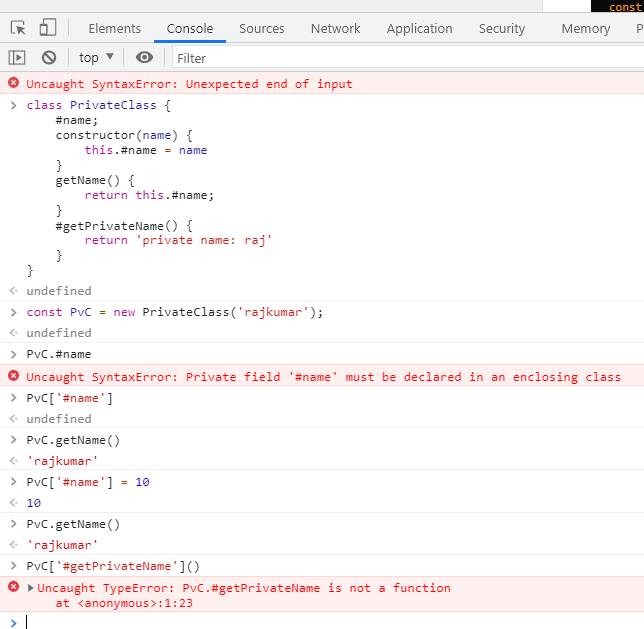 const
Elements Console Sources Network Application Security Memory P
top ▼ Filter
Uncaught SyntaxError: Unexpected end of input
> class PrivateClass {
#name;
constructor(name) {
this.#name = name
}
getName() {
return this.#name;
}
#getPrivateName() {
return 'private name: raj'
}
}
undefined
> const PvC = new PrivateClass('rajkumar');
undefined
> PvC.#name
Uncaught SyntaxError: Private field '#name' must be declared in an enclosing class
> PvC['#name']
undefined
> PvC.getName()
'rajkumar'
> PvC['#name'] = 10
10
> PvC.getName()
'rajkumar'
> PvC['#getPrivateName']()
Uncaught TypeError: PvC.#getPrivateName is not a function
at <anonymous>:1:23
>